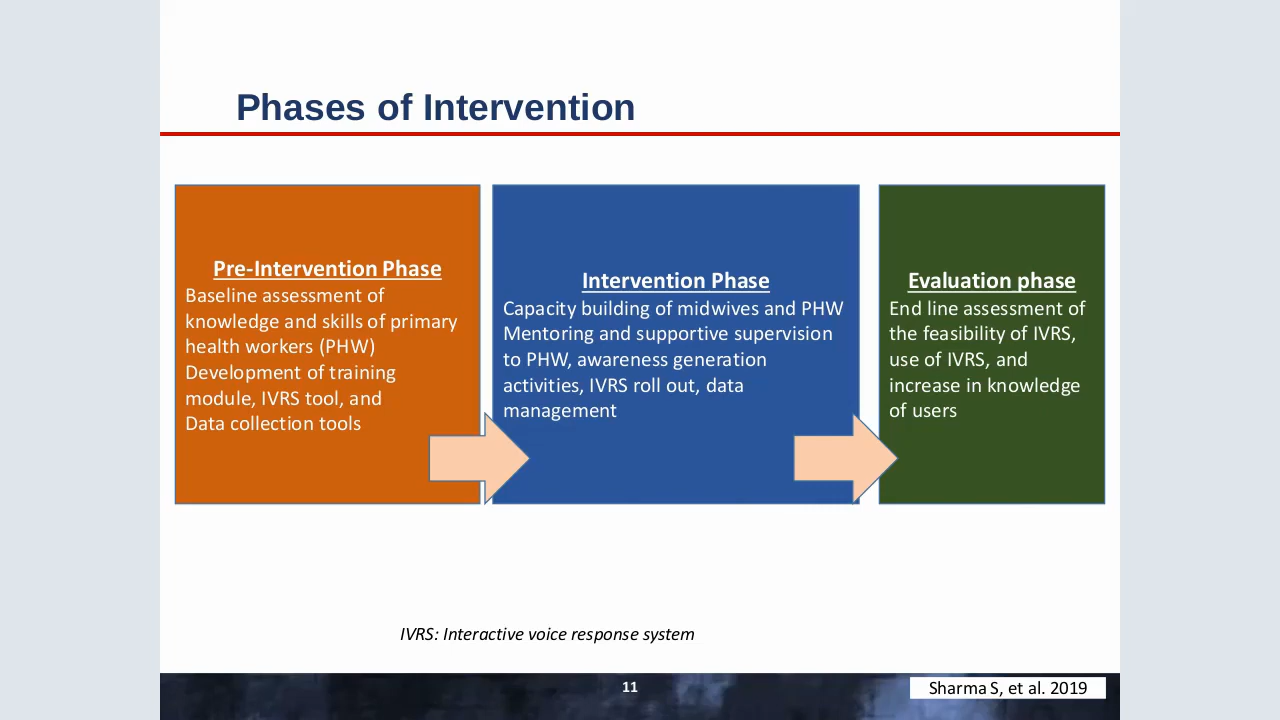 Phases of Intervention
Pre-Intervention Phase
Baseline assessment of
knowledge and skills of primary
health workers (PHW)
Development of training
module, IVRS tool, and
Data collection tools
Intervention Phase
Capacity building of midwives and PHW
Mentoring and supportive supervision
to PHW, awareness generation
activities, IVRS roll out, data
management
Evaluation phase
End line assessment of
the feasibility of IVRS,
use of IVRS, and
increase in knowledge
of users
IVRS: Interactive voice response system
11
Sharma S, et al. 2019